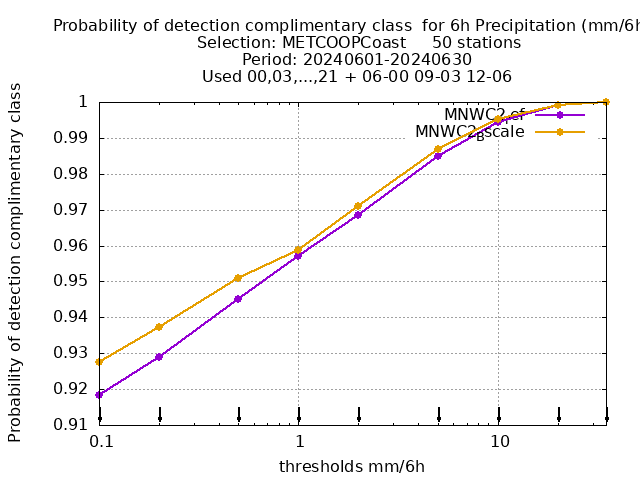 Probability of detection complimentary class  for 6h Precipitation (mm/6h
Selection: METCOOPCoast     50 stations
Period: 20240601-20240630
Used 00,03,...,21 + 06-00 09-03 12-06
Probability of detection complimentary class
1
0.99
0.98
0.97
0.96
0.95
0.94
0.93
0.92
0.91
MNWC2ref
MNWC2Bscale
0.1
1
10
thresholds mm/6h